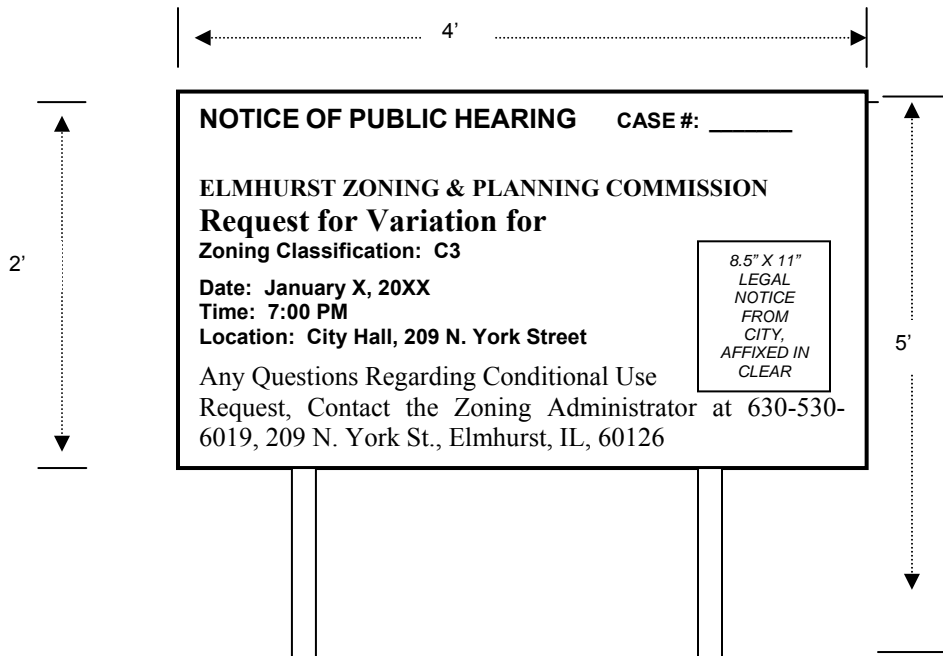 4’
NOTICE OF PUBLIC HEARING CASE #: _______
2’
ELMHURST ZONING & PLANNING COMMISSION
Request for Variation for
Zoning Classification: C3
Date: January X, 20XX
Time: 7:00 PM
Location: City Hall, 209 N. York Street
8.5” X 11”
LEGAL
NOTICE
FROM
CITY,
AFFIXED IN
CLEAR
5’
Any Questions Regarding Conditional Use
Request, Contact the Zoning Administrator at 630-530-
6019, 209 N. York St., Elmhurst, IL, 60126